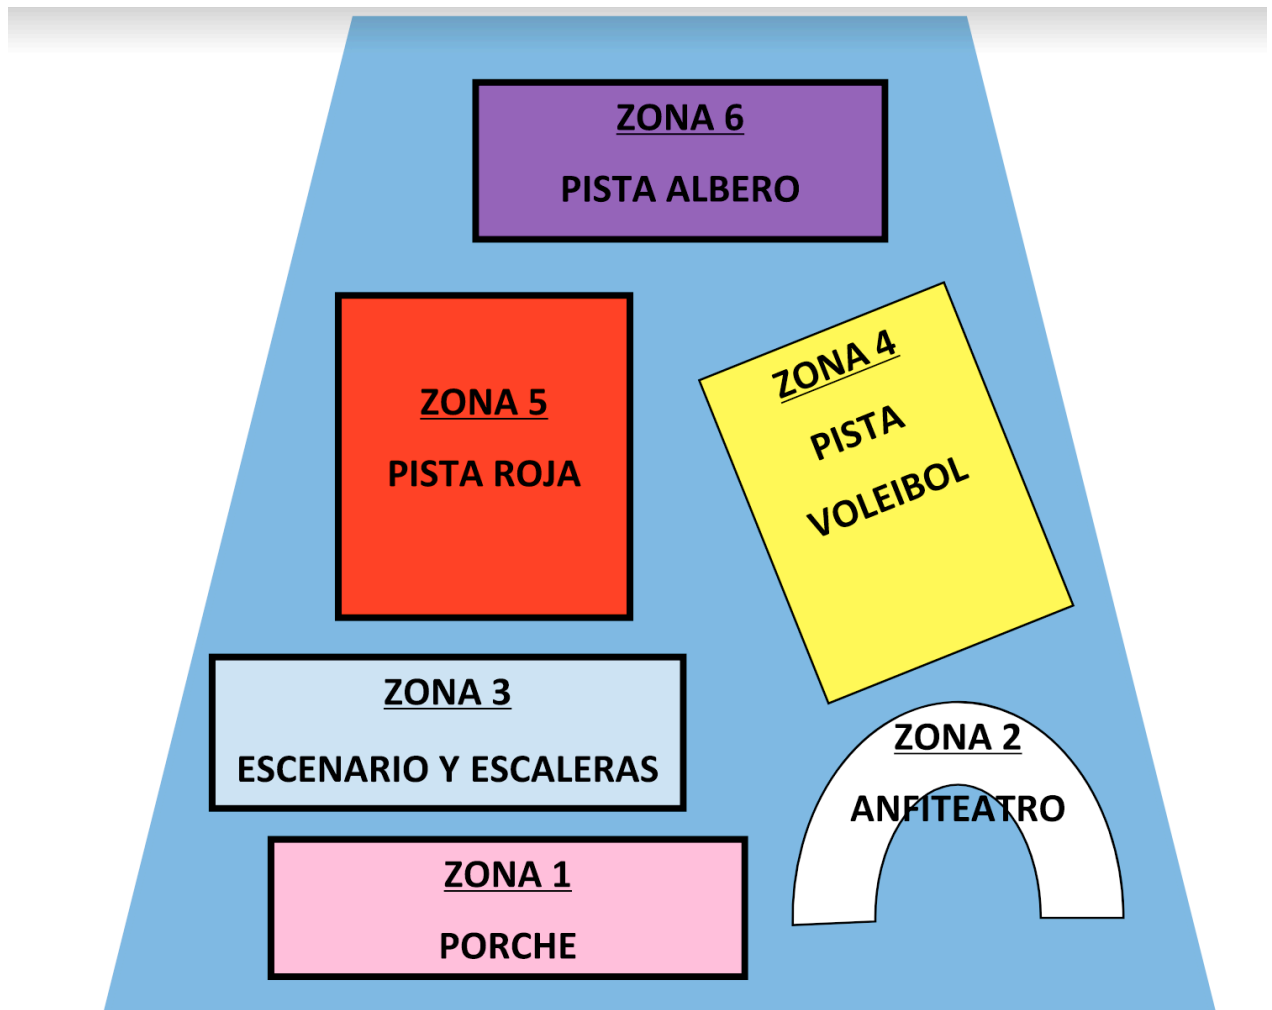 ZONA 6
PISTA ALBERO
ZONA 5
PISTA ROJA
ZONA 4
PISTA
VOLEIBOL
ZONA 3
ESCENARIO Y ESCALERAS
ZONA 2
ANFITEATRO
ZONA 1
PORCHE